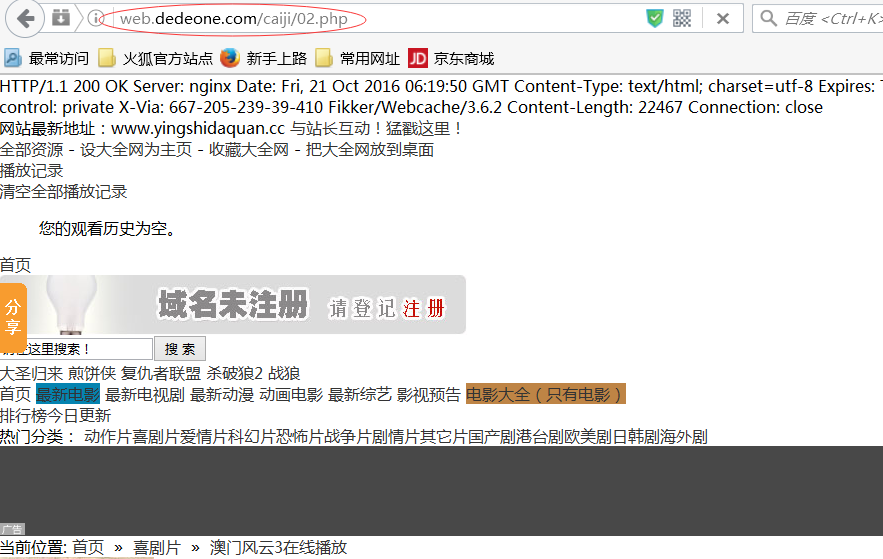 web.dedeone.com/caiji/02.php
百度 <Ctrl+K>
最常访问 火狐官方站点 新手上路 常用网址 JD 京东商城
HTTP/1.1 200 OK Server: nginx Date: Fri, 21 Oct 2016 06:19:50 GMT Content-Type: text/html; charset=utf-8 Expires:
control: private X-Via: 667-205-239-39-410 Fikker/Webcache/3.6.2 Content-Length: 22467 Connection: close
网站最新地址：www.yingshidaquan.cc 与站长互动！猛戳这里！
全部资源 - 设大全网为主页 - 收藏大全网 - 把大全网放到桌面
播放记录
清空全部播放记录
您的观看历史为空。
首页
域名未注册 请登记注册
分享
在这里搜索！ 搜 索
大圣归来 煎饼侠 复仇者联盟 杀破狼2 战狼
首页 最新电影 最新电视剧 最新动漫 动画电影 最新综艺 影视预告 电影大全（只有电影）
排行榜今日更新
热门分类： 动作片喜剧片爱情片科幻片恐怖片战争片剧情片其它片国产剧港台剧欧美剧日韩剧海外剧
广告
当前位置: 首页 » 喜剧片 » 澳门风云3在线播放